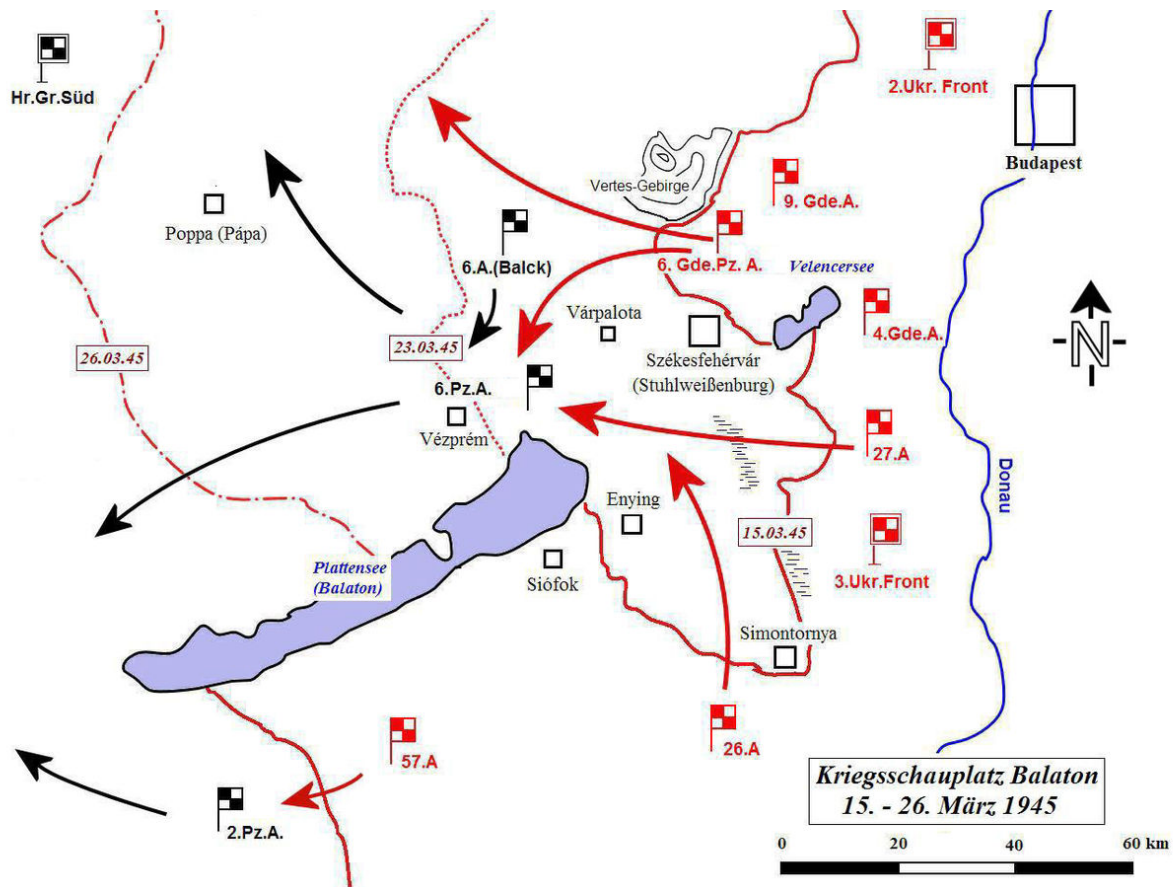 Hr.Gr.Süd
2.Ukr. Front
Budapest
Vertes-Gebirge
9. Gde.A.
Poppa (Pápa)
6.A.(Balck)
6. Gde.Pz. A.
Velencersee
Várpalota
4.Gde.A.
26.03.45
23.03.45
Székesfehérvár
(Stuhlweißenburg)
N
6.Pz.A.
Vézprém
27.A
Donau
Enying
15.03.45
Plattensee
(Balaton)
Siófok
3.Ukr.Front
Simontornya
57.A
26.A
2.Pz.A.
Kriegsschauplatz Balaton
15. - 26. März 1945
0 20 40 60 km